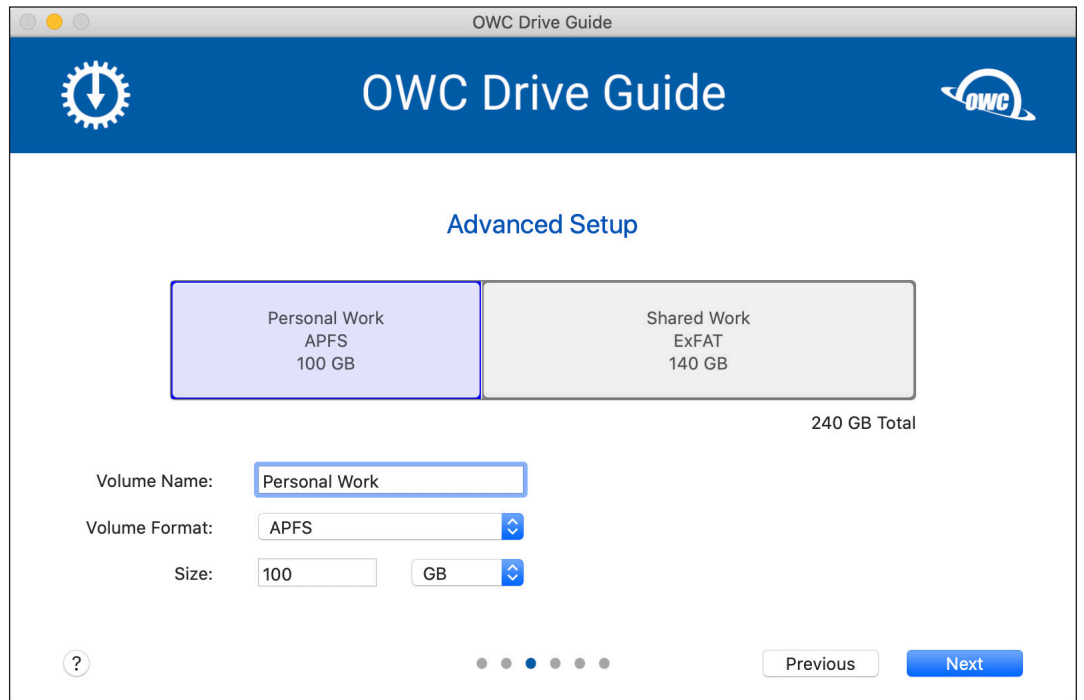 OWC Drive Guide
OWC Drive Guide
OWC
Advanced Setup
Personal Work
APFS
100 GB
Shared Work
ExFAT
140 GB
240 GB Total
Volume Name: Personal Work
Volume Format: APFS
Size: 100 GB
? Previous Next